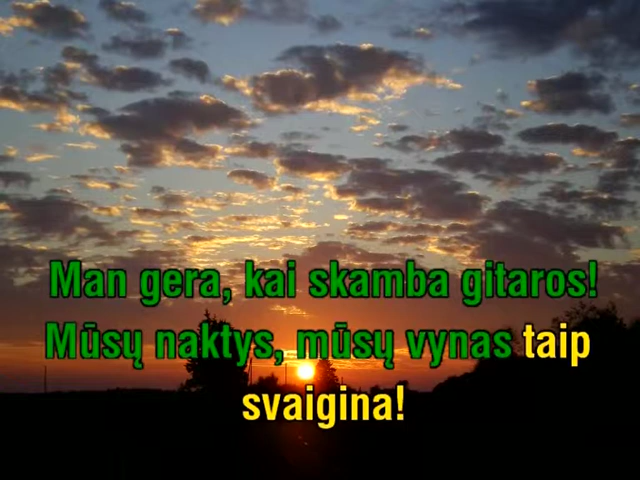 Man gera, kai skamba gitaros!
Mūsų naktys, mūsų vynas taip
svaigina!